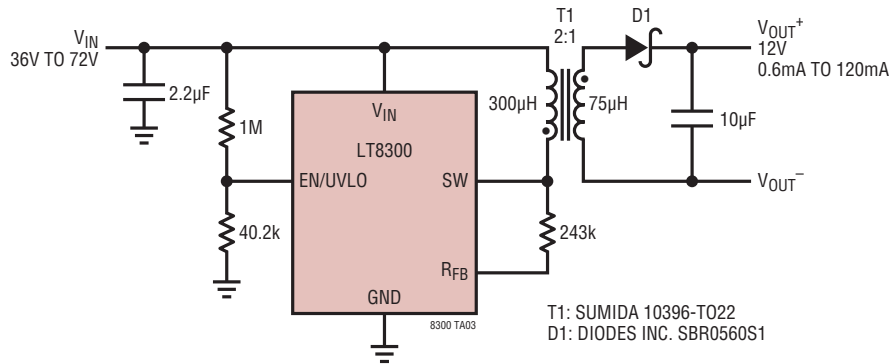 T1
2:1
D1
VIN
36V TO 72V
VOUT+
12V
0.6mA TO 120mA
2.2µF
1M
VIN
300µH
75µH
10µF
LT8300
EN/UVLO
SW
VOUT–
40.2k
243k
RFB
GND
8300 TA03
T1: SUMIDA 10396-TO22
D1: DIODES INC. SBR0560S1